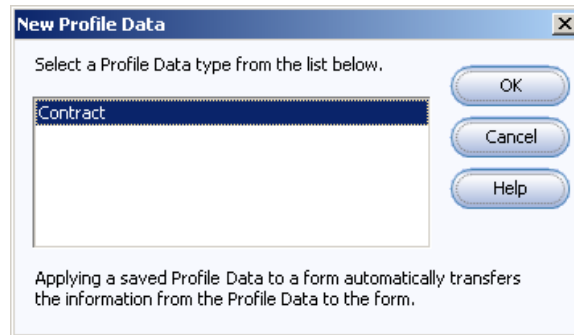 New Profile Data
Select a Profile Data type from the list below.
OK
Contract
Cancel
Help
Applying a saved Profile Data to a form automatically transfers
the information from the Profile Data to the form.